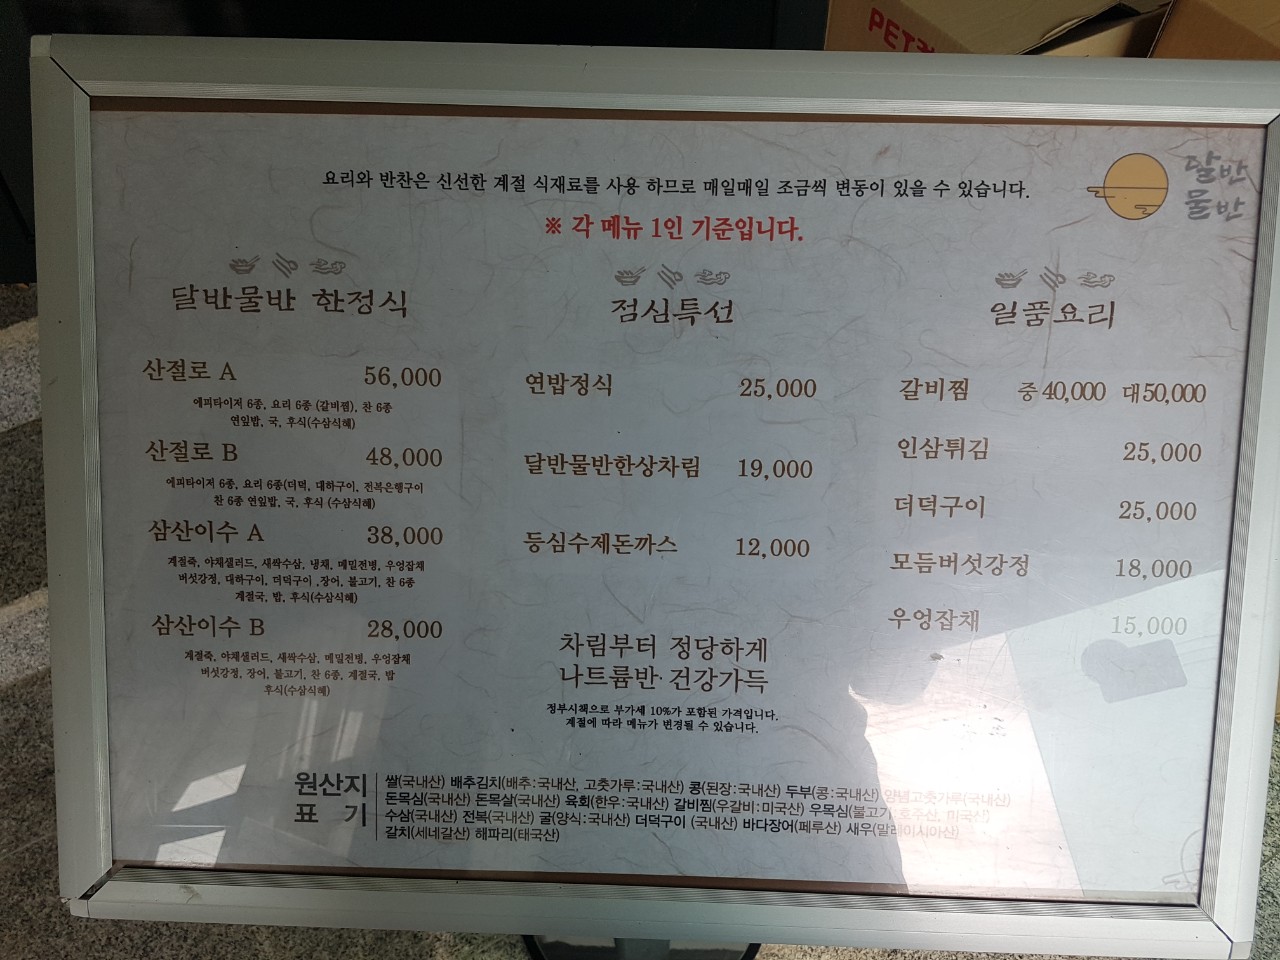 PET
달반
물반
요리와 반찬은 신선한 계절 식재료를 사용 하므로 매일매일 조금씩 변동이 있을 수 있습니다.
※ 각 메뉴 1인 기준입니다.
달반물반 한정식
산절로 A 56,000
에피타이저 6종, 요리 6종 (갈비찜), 찬 6종
연잎밥, 국, 후식(수삼식혜)
산절로 B 48,000
에피타이저 6종, 요리 6종(더덕, 대하구이, 전복은행구이
찬 6종 연잎밥, 국, 후식 (수삼식혜)
삼산이수 A 38,000
계절죽, 야채샐러드, 새싹수삼, 냉채, 메밀전병, 우엉잡채
버섯강정, 대하구이, 더덕구이 ,장어, 불고기, 찬 6종
계절국, 밥, 후식(수삼식혜)
삼산이수 B 28,000
계절죽, 야채샐러드, 새싹수삼, 메밀전병, 우엉잡채
버섯강정, 장어, 불고기, 찬 6종, 계절국, 밥
후식(수삼식혜)
점심특선
연밥정식 25,000
달반물반한상차림 19,000
등심수제돈까스 12,000
차림부터 정당하게
나트륨반·건강가득
정부시책으로 부가세 10%가 포함된 가격입니다.
계절에 따라 메뉴가 변경될 수 있습니다.
일품요리
갈비찜 중 40,000 대 50,000
인삼튀김 25,000
더덕구이 25,000
모듬버섯강정 18,000
우엉잡채 15,000
원산지
표 기
쌀(국내산) 배추김치(배추:국내산, 고춧가루:국내산) 콩(된장:국내산) 두부(콩:국내산) 양념고춧가루(국내산)
돈목심(국내산) 돈목살(국내산) 육회(한우:국내산) 갈비찜(우갈비:미국산) 우목심(불고기:호주산, 미국산)
수삼(국내산) 전복(국내산) 굴(양식:국내산) 더덕구이 (국내산) 바다장어(페루산) 새우(말레이시아산)
갈치(세네갈산) 해파리(태국산)